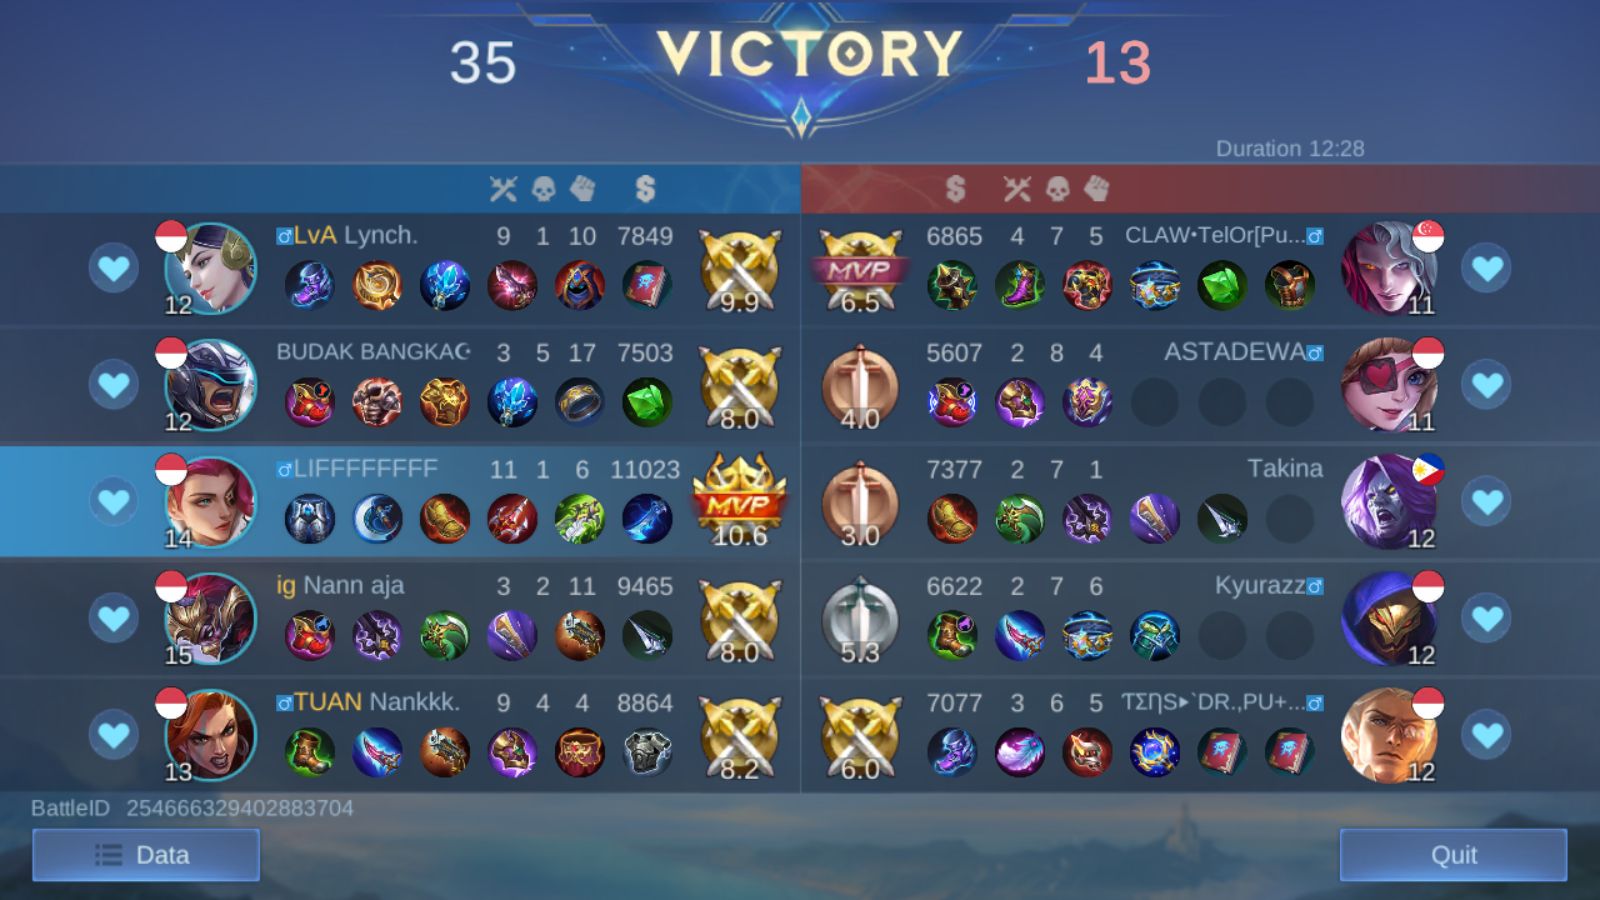 35 VICTORY 13
Duration 12:28
LvA Lynch. 9 1 10 7849
12 9.9
MVP 6865 4 7 5 CLAW•TelOr[Pu...
6.5 11
BUDAK BANGKA☪ 3 5 17 7503
12 8.0
5607 2 8 4 ASTADEWA
4.0 11
LIFFFFFFFF 11 1 6 11023
14 MVP 10.6
7377 2 7 1 Takina
3.0 12
ig Nann aja 3 2 11 9465
15 8.0
6622 2 7 6 Kyurazz
5.3 12
TUAN Nankkk. 9 4 4 8864
13 8.2
7077 3 6 5 ƬΣȠS▸`DR.,PU+...
6.0 12
BattleID 254666329402883704
Data
Quit